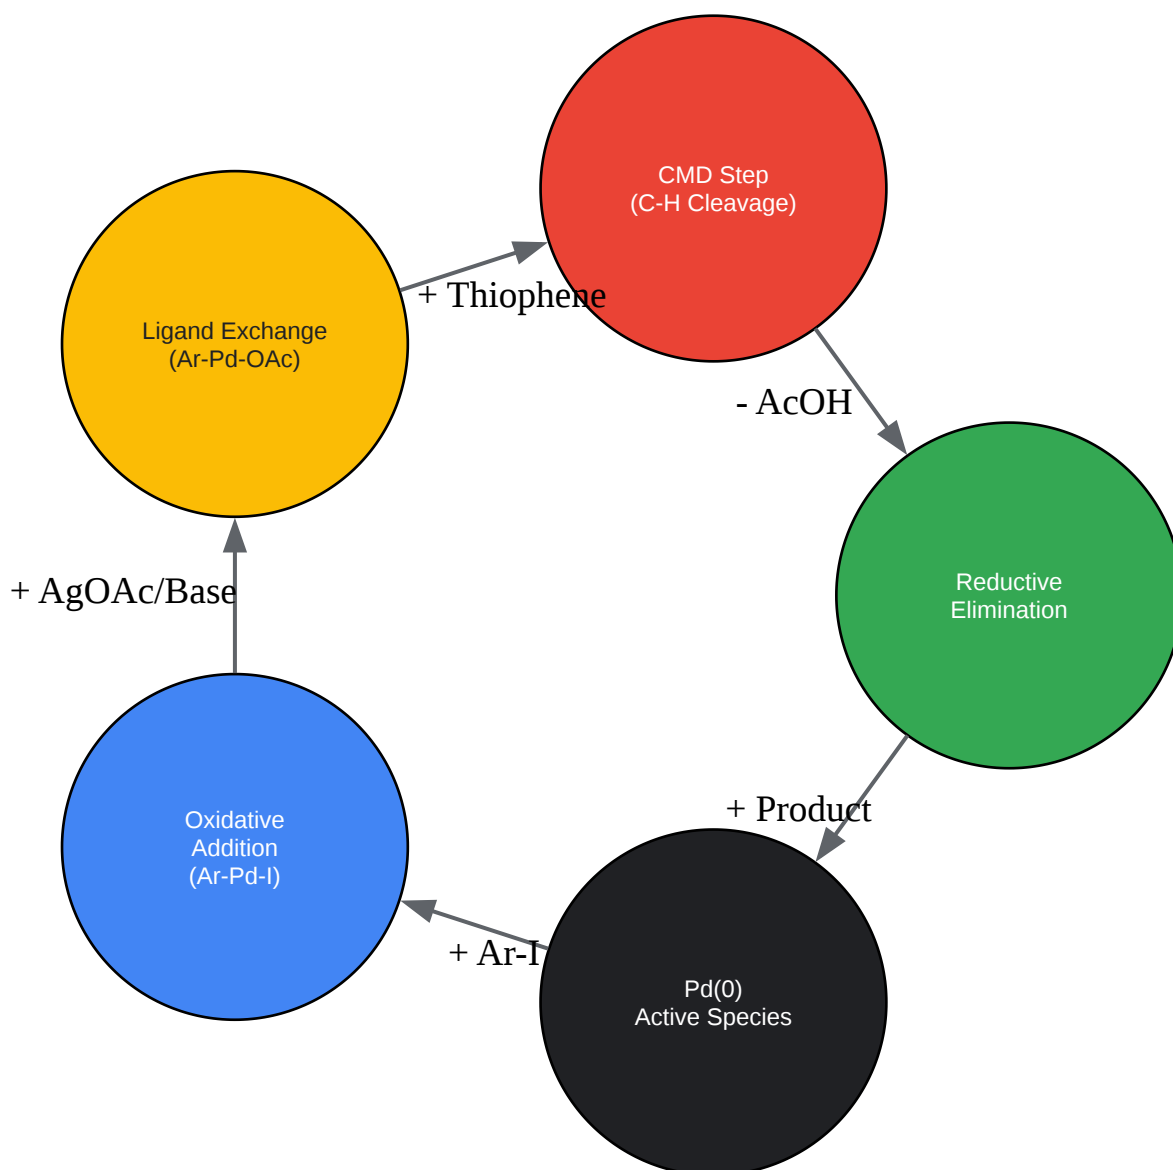 CMD Step
(C-H Cleavage)
+ Thiophene
Ligand Exchange
(Ar-Pd-OAc)
- AcOH
Reductive
Elimination
+ AgOAc/Base
+ Product
Oxidative
Addition
(Ar-Pd-I)
+ Ar-I
Pd(0)
Active Species